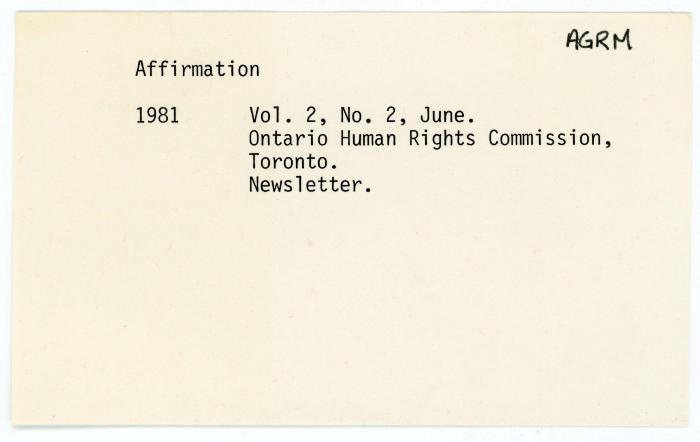 AGRM
Affirmation
1981 Vol. 2, No. 2, June.
Ontario Human Rights Commission,
Toronto.
Newsletter.